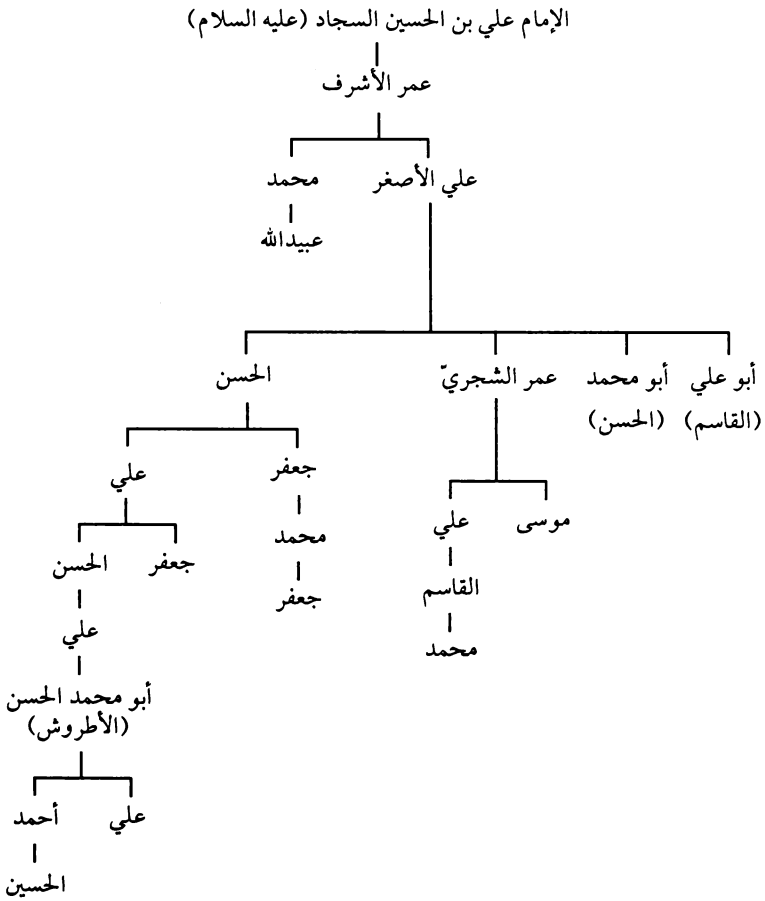 الإمام علي بن الحسين السجاد (عليه السلام)
عمر الأشرف
علي الأصغر
محمد
عبيدالله
أبو علي
(القاسم)
أبو محمد
(الحسن)
عمر الشجريّ
الحسن
موسى
علي
القاسم
محمد
جعفر
محمد
جعفر
علي
جعفر
الحسن
علي
أبو محمد الحسن
(الأطروش)
علي
أحمد
الحسين